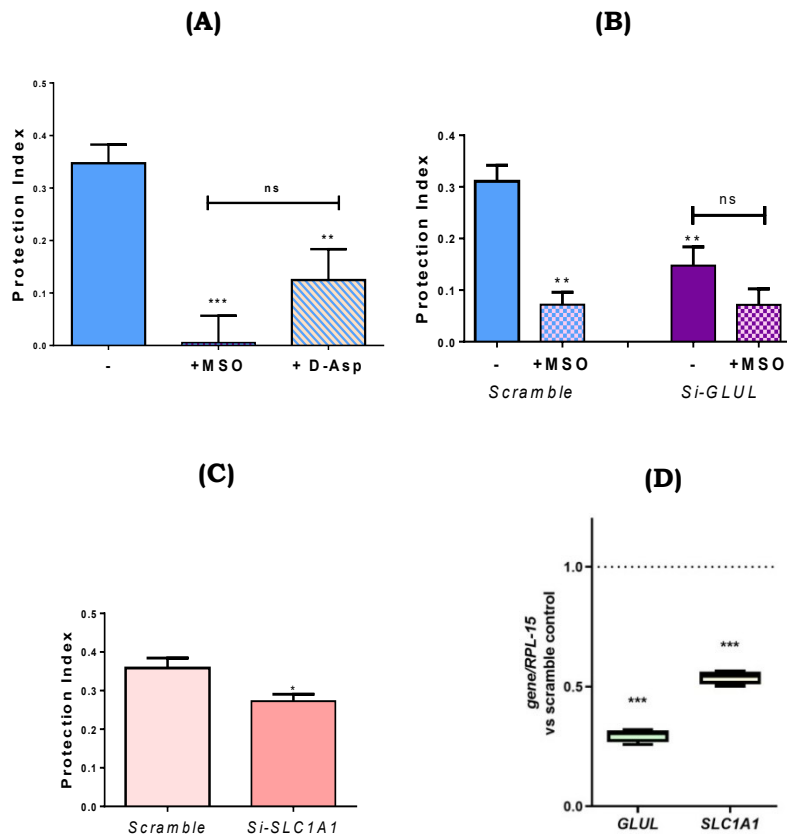 (A)
Protection Index
0.5
0.4
0.3
0.2
0.1
0.0
ns
***
**
-
+MSO
+ D-Asp
(B)
Protection Index
0.4
0.3
0.2
0.1
0.0
**
**
ns
-
+MSO
-
+MSO
Scramble
Si-GLUL
(C)
Protection Index
0.5
0.4
0.3
0.2
0.1
0.0
*
Scramble
Si-SLC1A1
(D)
gene/RPL-15
vs scramble control
1.0
0.5
0.0
***
***
GLUL
SLC1A1